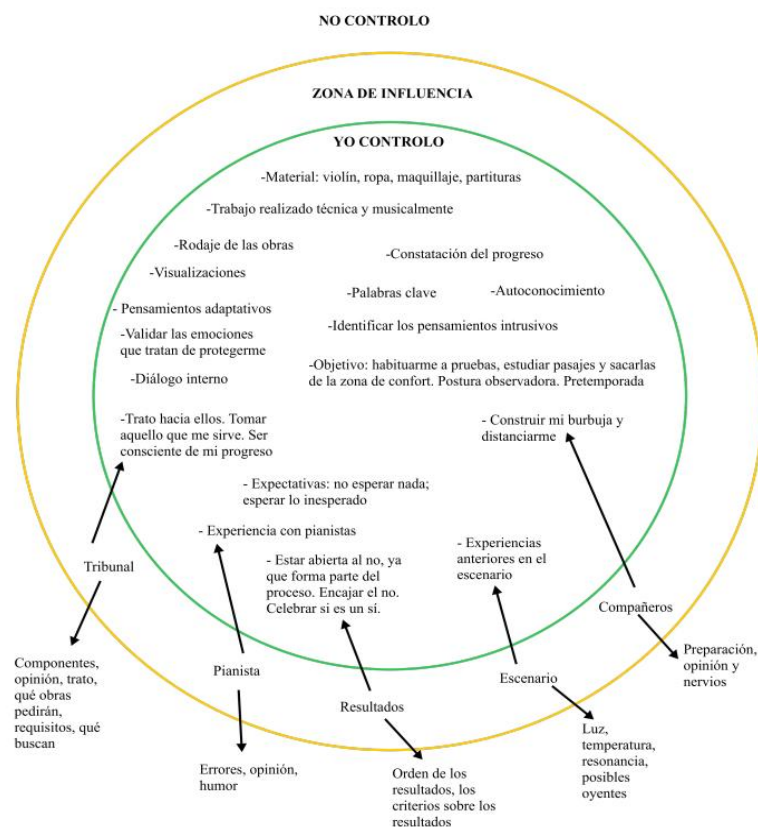 NO CONTROLO
ZONA DE INFLUENCIA
YO CONTROLO
-Material: violín, ropa, maquillaje, partituras
-Trabajo realizado técnica y musicalmente
-Rodaje de las obras
-Constatación del progreso
-Visualizaciones
-Palabras clave
-Autoconocimiento
- Pensamientos adaptativos
-Identificar los pensamientos intrusivos
-Validar las emociones
que tratan de protegerme
-Objetivo: habituarme a pruebas, estudiar pasajes y sacarlas
de la zona de confort. Postura observadora. Pretemporada
-Diálogo interno
-Trato hacia ellos. Tomar
aquello que me sirve. Ser
consciente de mi progreso
- Construir mi burbuja y
distanciarme
- Expectativas: no esperar nada;
esperar lo inesperado
- Experiencia con pianistas
- Estar abierta al no, ya
que forma parte del
proceso. Encajar el no.
Celebrar si es un sí.
- Experiencias
anteriores en el
escenario
Tribunal
Compañeros
Pianista
Escenario
Resultados
Componentes,
opinión, trato,
qué obras
pedirán,
requisitos, qué
buscan
Preparación,
opinión y
nervios
Errores, opinión,
humor
Orden de los
resultados, los
criterios sobre los
resultados
Luz,
temperatura,
resonancia,
posibles
oyentes